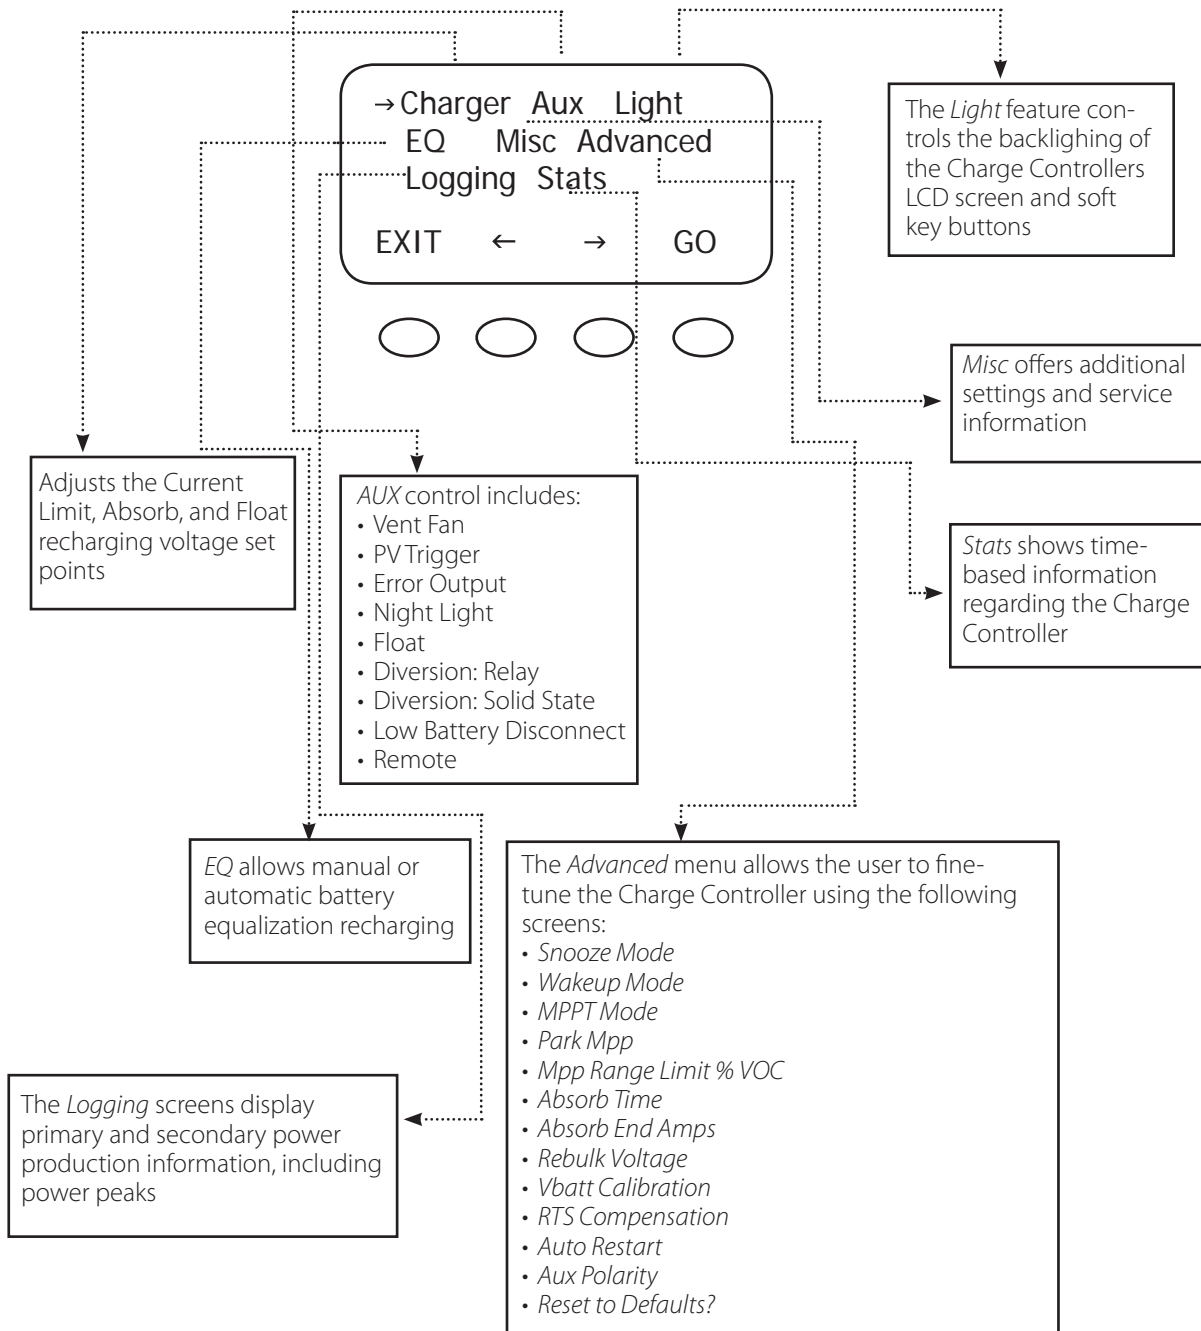 →Charger Aux Light
EQ Misc Advanced
Logging Stats
EXIT ← → GO
The Light feature con-
trols the backlighing of
the Charge Controllers
LCD screen and soft
key buttons
Misc offers additional
settings and service
information
Adjusts the Current
Limit, Absorb, and Float
recharging voltage set
points
AUX control includes:
• Vent Fan
• PV Trigger
• Error Output
• Night Light
• Float
• Diversion: Relay
• Diversion: Solid State
• Low Battery Disconnect
• Remote
Stats shows time-
based information
regarding the Charge
Controller
EQ allows manual or
automatic battery
equalization recharging
The Advanced menu allows the user to fine-
tune the Charge Controller using the following
screens:
• Snooze Mode
• Wakeup Mode
• MPPT Mode
• Park Mpp
• Mpp Range Limit % VOC
• Absorb Time
• Absorb End Amps
• Rebulk Voltage
• Vbatt Calibration
• RTS Compensation
• Auto Restart
• Aux Polarity
• Reset to Defaults?
The Logging screens display
primary and secondary power
production information, including
power peaks